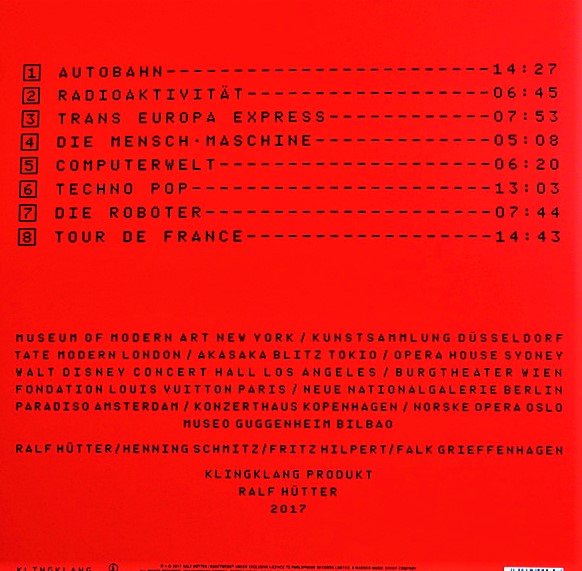 1 AUTOBAHN--------------------------14:27
2 RADIOAKTIVITÄT--------------------06:45
3 TRANS EUROPA EXPRESS-------------07:53
4 DIE MENSCH·MASCHINE--------------05:08
5 COMPUTERWELT----------------------06:20
6 TECHNO POP------------------------13:03
7 DIE ROBOTER-----------------------07:44
8 TOUR DE FRANCE--------------------14:43
MUSEUM OF MODERN ART NEW YORK / KUNSTSAMMLUNG DÜSSELDORF
TATE MODERN LONDON / AKASAKA BLITZ TOKIO / OPERA HOUSE SYDNEY
WALT DISNEY CONCERT HALL LOS ANGELES / BURGTHEATER WIEN
FONDATION LOUIS VUITTON PARIS / NEUE NATIONALGALERIE BERLIN
PARADISO AMSTERDAM / KONZERTHAUS KOPENHAGEN / NORSKE OPERA OSLO
MUSEO GUGGENHEIM BILBAO
RALF HÜTTER/HENNING SCHMITZ/FRITZ HILPERT/FALK GRIEFFENHAGEN
KLINGKLANG PRODUKT
RALF HÜTTER
2017
KLINGKLANG